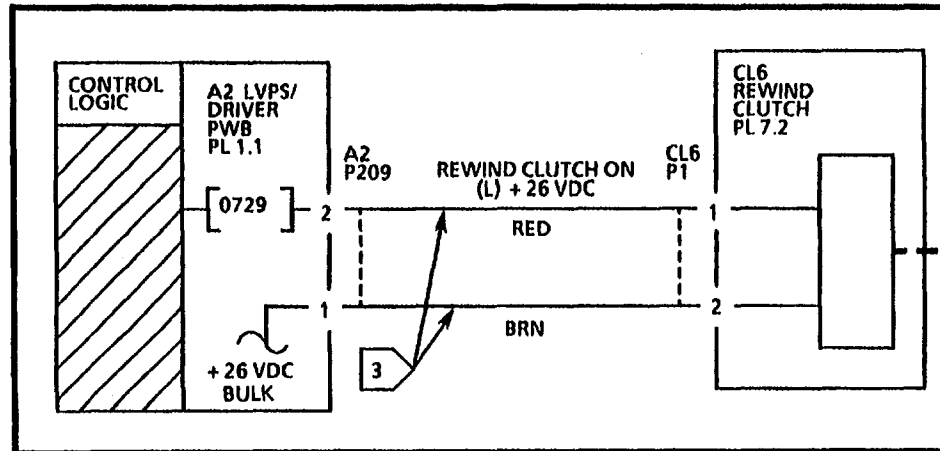 CONTROL
LOGIC
A2 LVPS/
DRIVER
PWB
PL 1.1
[0729]
2
1
+ 26 VDC
BULK
A2
P209
REWIND CLUTCH ON
(L) + 26 VDC
RED
BRN
3
CL6
P1
1
2
CL6
REWIND
CLUTCH
PL 7.2